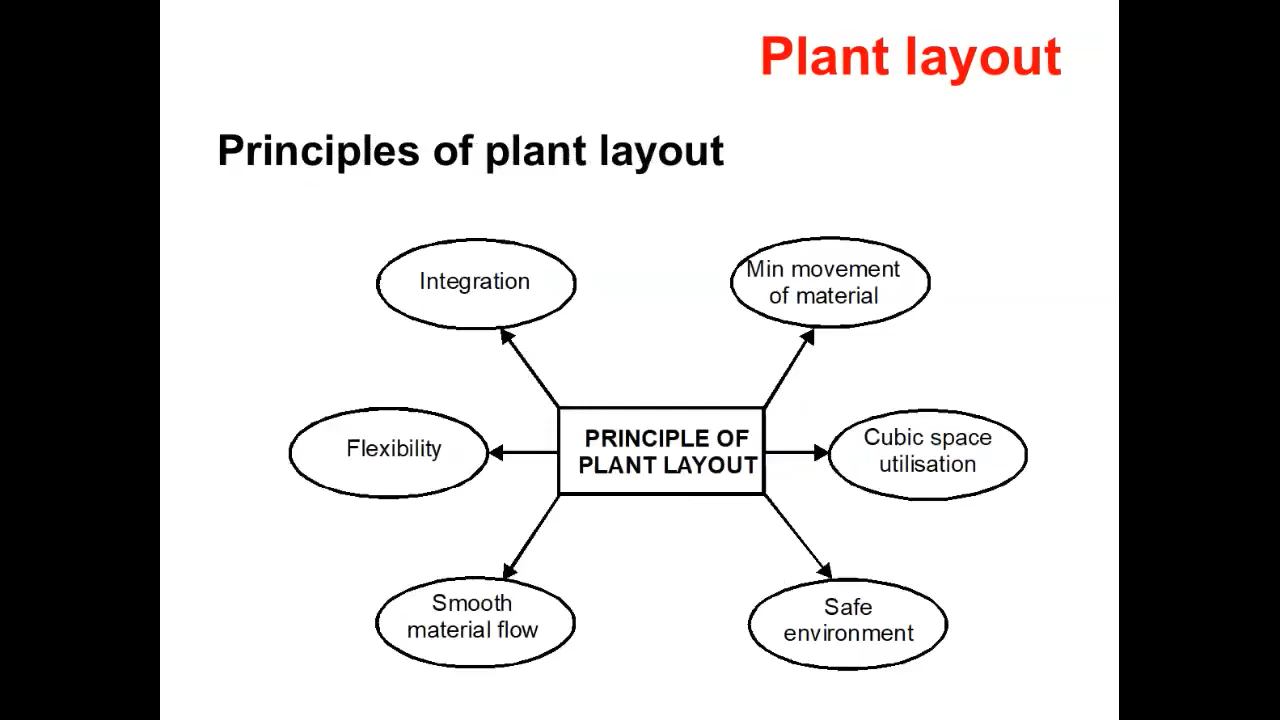 Plant layout
Principles of plant layout
Integration
Min movement
of material
Flexibility
PRINCIPLE OF
PLANT LAYOUT
Cubic space
utilisation
Smooth
material flow
Safe
environment